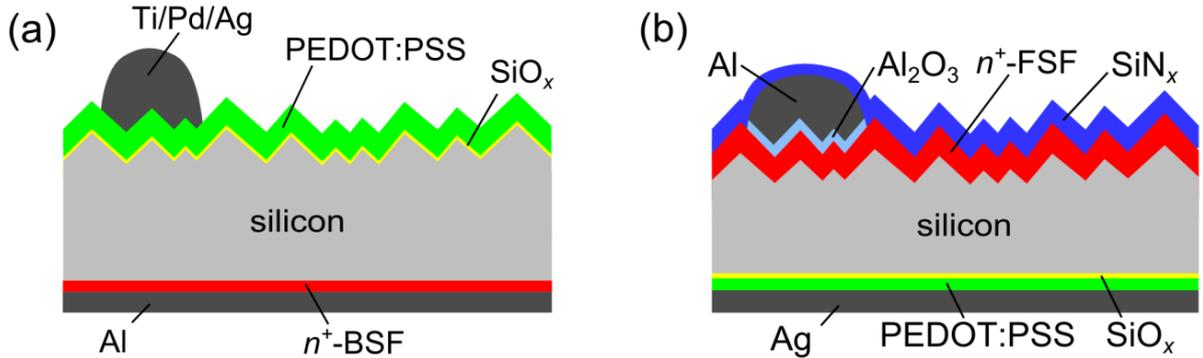 (a)
Ti/Pd/Ag
PEDOT:PSS
SiOₓ
silicon
Al
n⁺-BSF
(b)
Al
Al₂O₃
n⁺-FSF
SiNₓ
silicon
Ag
PEDOT:PSS
SiOₓ